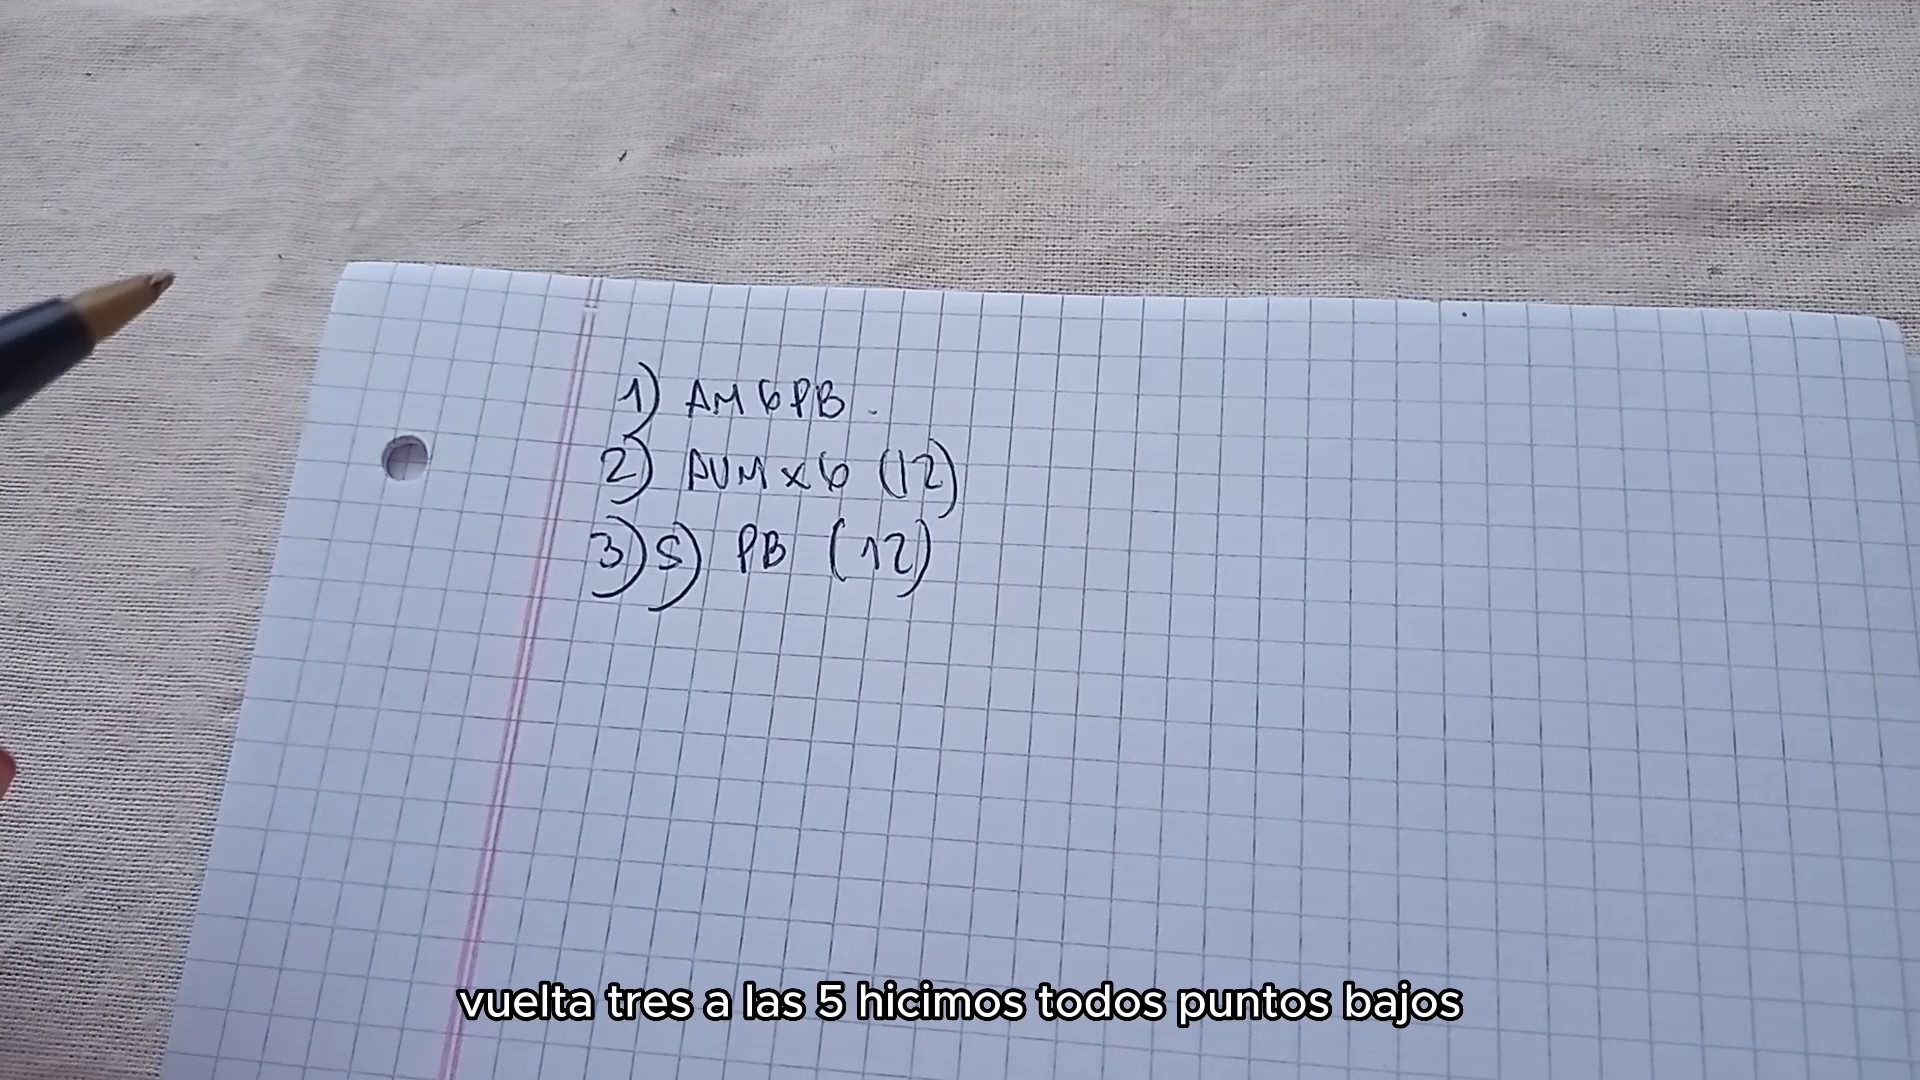 1) AM 6 PB.
2) AUM x 6 (12)
3) 5) PB (12)
vuelta tres a las 5 hicimos todos puntos bajos